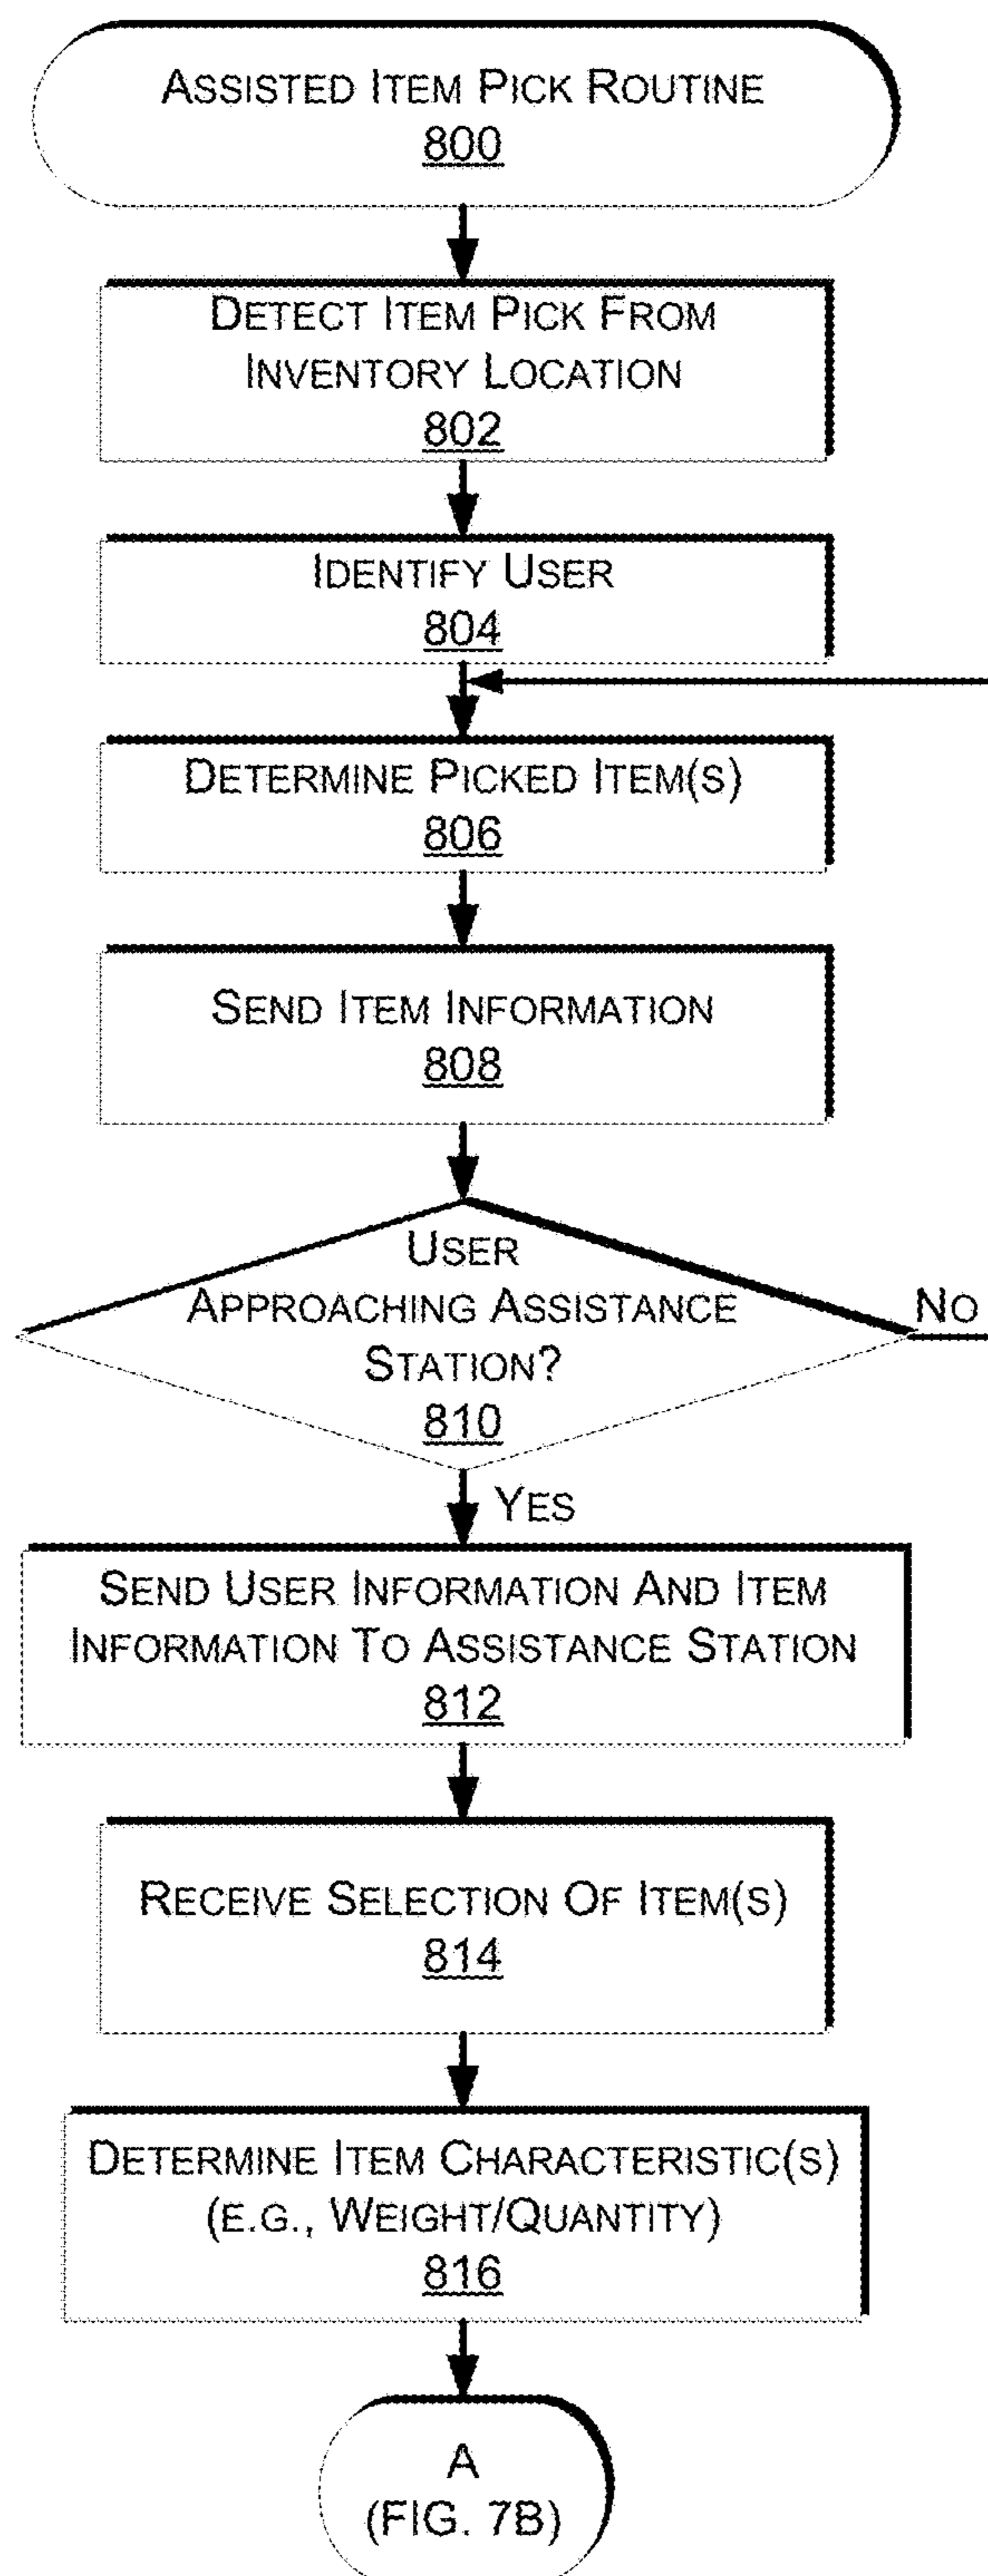 ASSISTED ITEM PICK ROUTINE
800
DETECT ITEM PICK FROM
INVENTORY LOCATION
802
IDENTIFY USER
804
DETERMINE PICKED ITEM(S)
806
SEND ITEM INFORMATION
808
USER
APPROACHING ASSISTANCE
STATION?
810
NO
YES
SEND USER INFORMATION AND ITEM
INFORMATION TO ASSISTANCE STATION
812
RECEIVE SELECTION OF ITEM(S)
814
DETERMINE ITEM CHARACTERISTIC(S)
(E.G., WEIGHT/QUANTITY)
816
A
(FIG. 7B)